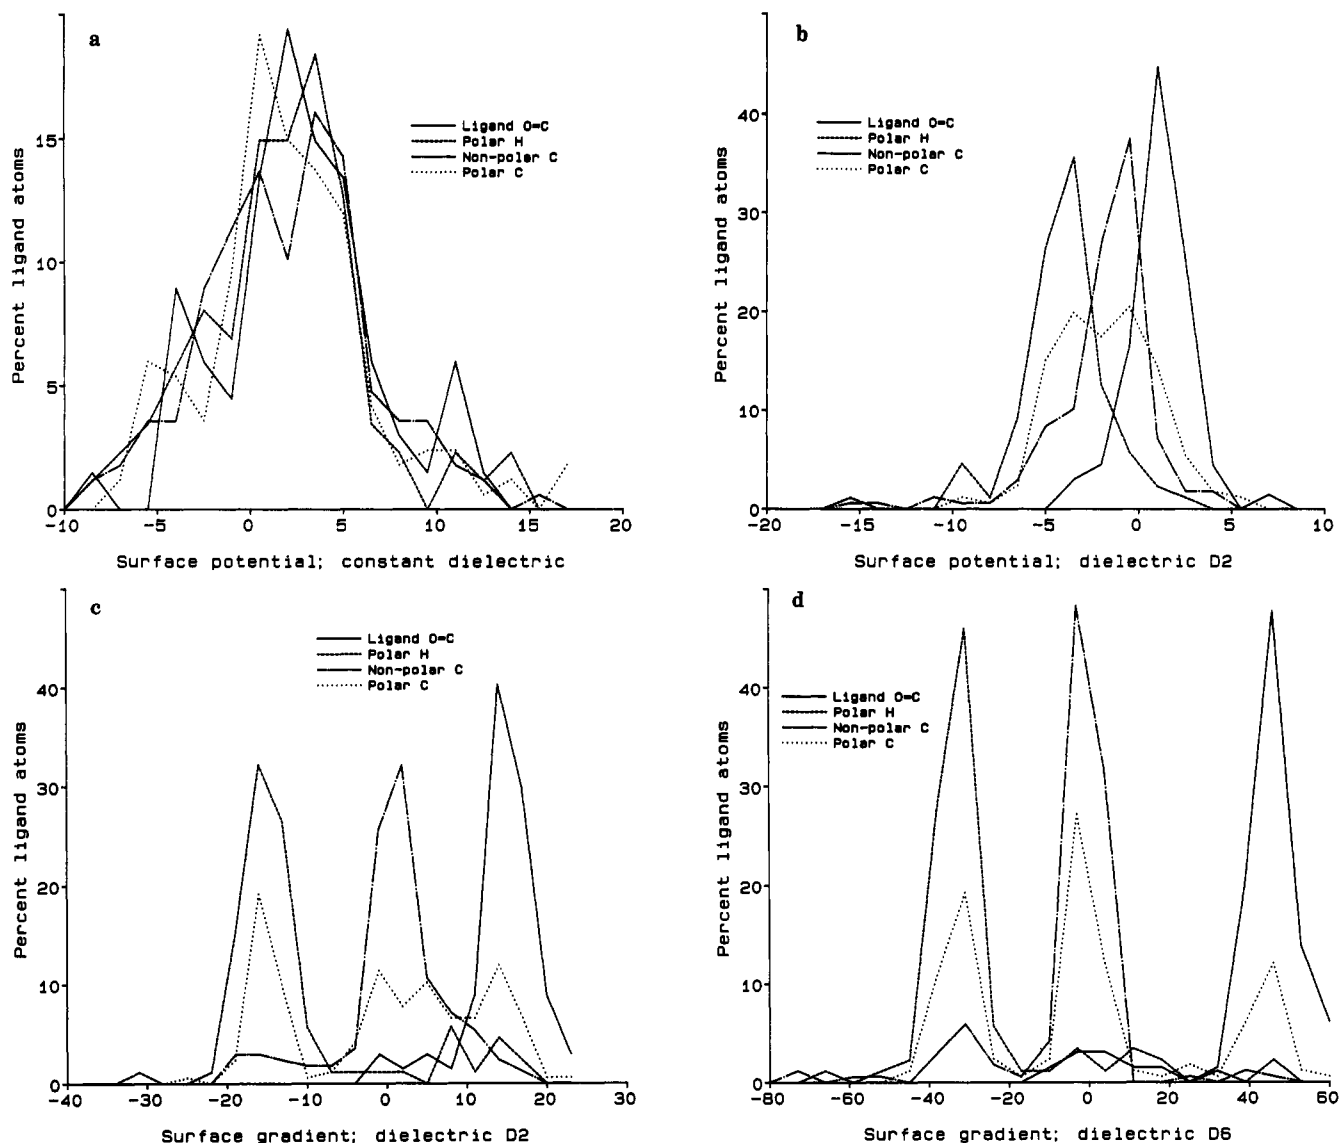 a
Percent ligand atoms
15
10
5
0
Ligand O=C
Polar H
Non-polar C
Polar C
-10 -5 0 5 10 15 20
Surface potential; constant dielectric
b
Percent ligand atoms
40
30
20
10
0
Ligand O=C
Polar H
Non-polar C
Polar C
-20 -15 -10 -5 0 5 10
Surface potential; dielectric D2
c
Percent ligand atoms
40
30
20
10
0
Ligand O=C
Polar H
Non-polar C
Polar C
-40 -30 -20 -10 0 10 20 30
Surface gradient; dielectric D2
d
Percent ligand atoms
40
30
20
10
0
Ligand O=C
Polar H
Non-polar C
Polar C
-80 -60 -40 -20 0 20 40 60
Surface gradient; dielectric D6